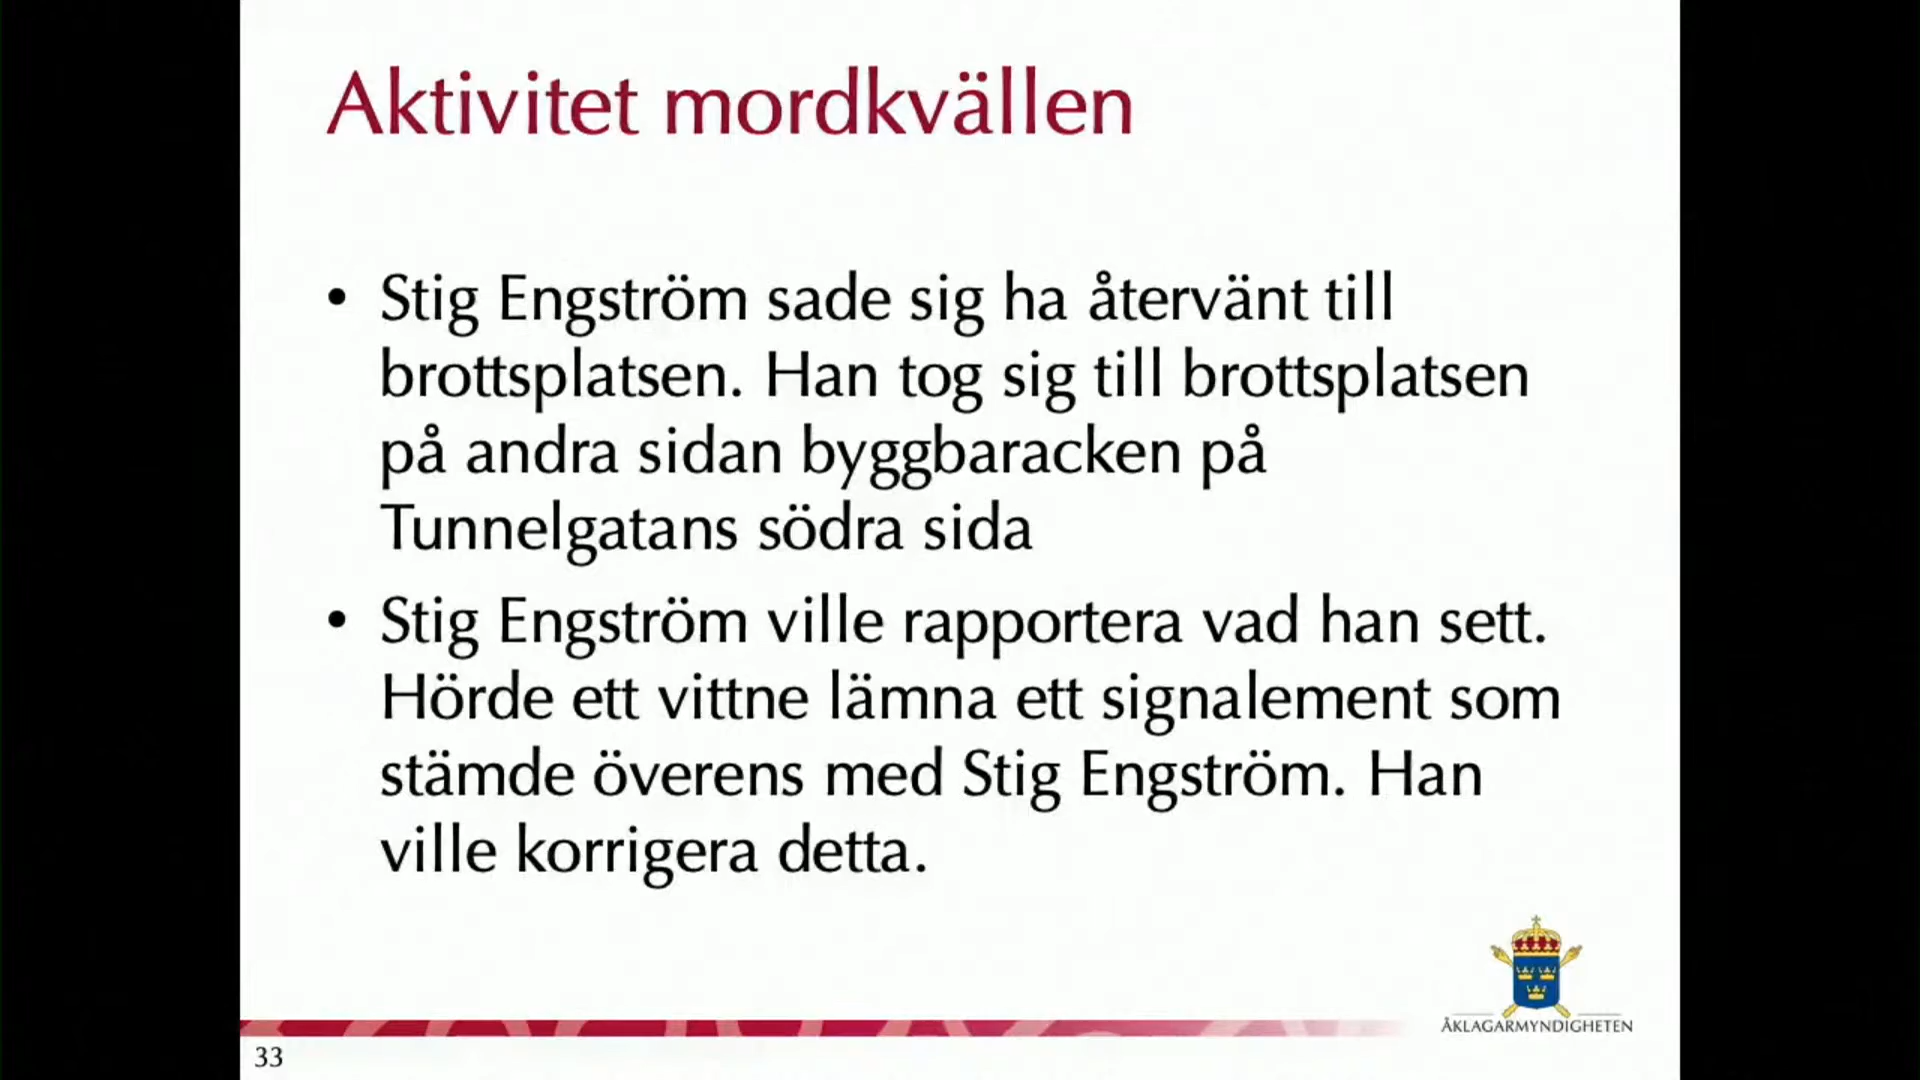 Aktivitet mordkvällen
• Stig Engström sade sig ha återvänt till
brottsplatsen. Han tog sig till brottsplatsen
på andra sidan byggbaracken på
Tunnelgatans södra sida
• Stig Engström ville rapportera vad han sett.
Hörde ett vittne lämna ett signalement som
stämde överens med Stig Engström. Han
ville korrigera detta.
ÅKLAGARMYNDIGHETEN
33